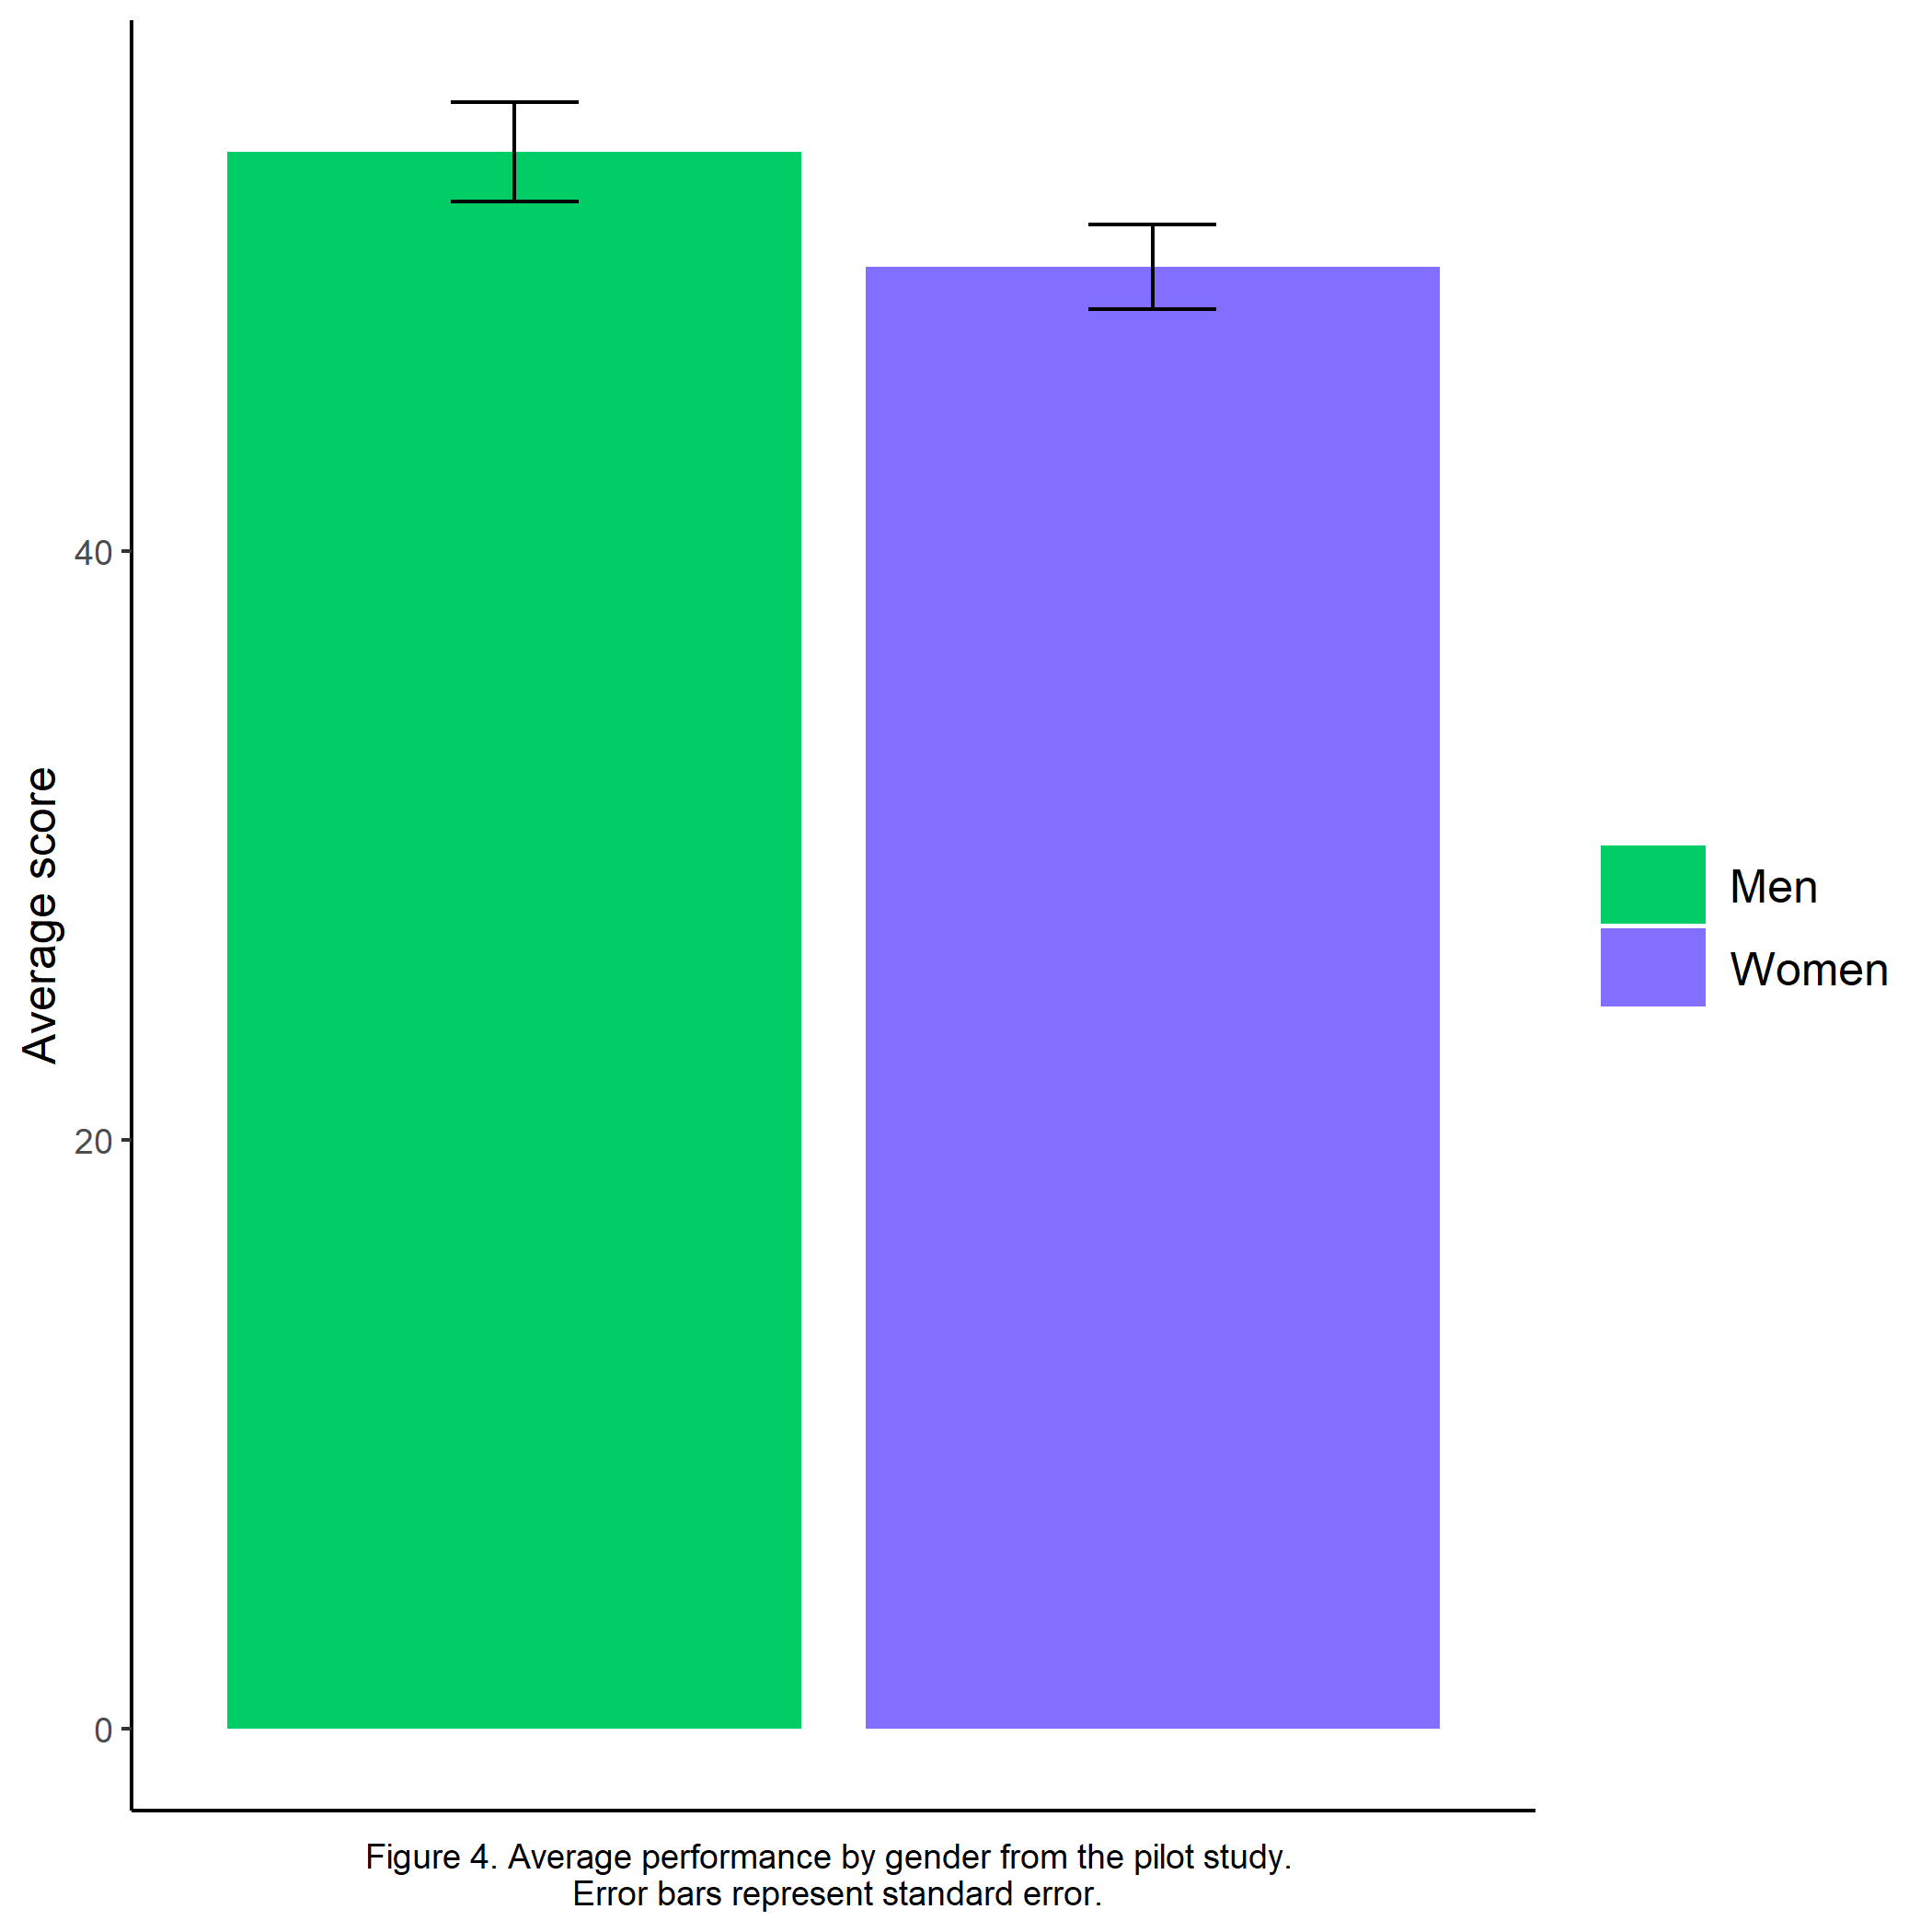 Average score
40
20
0
Men
Women
Figure 4. Average performance by gender from the pilot study.
Error bars represent standard error.